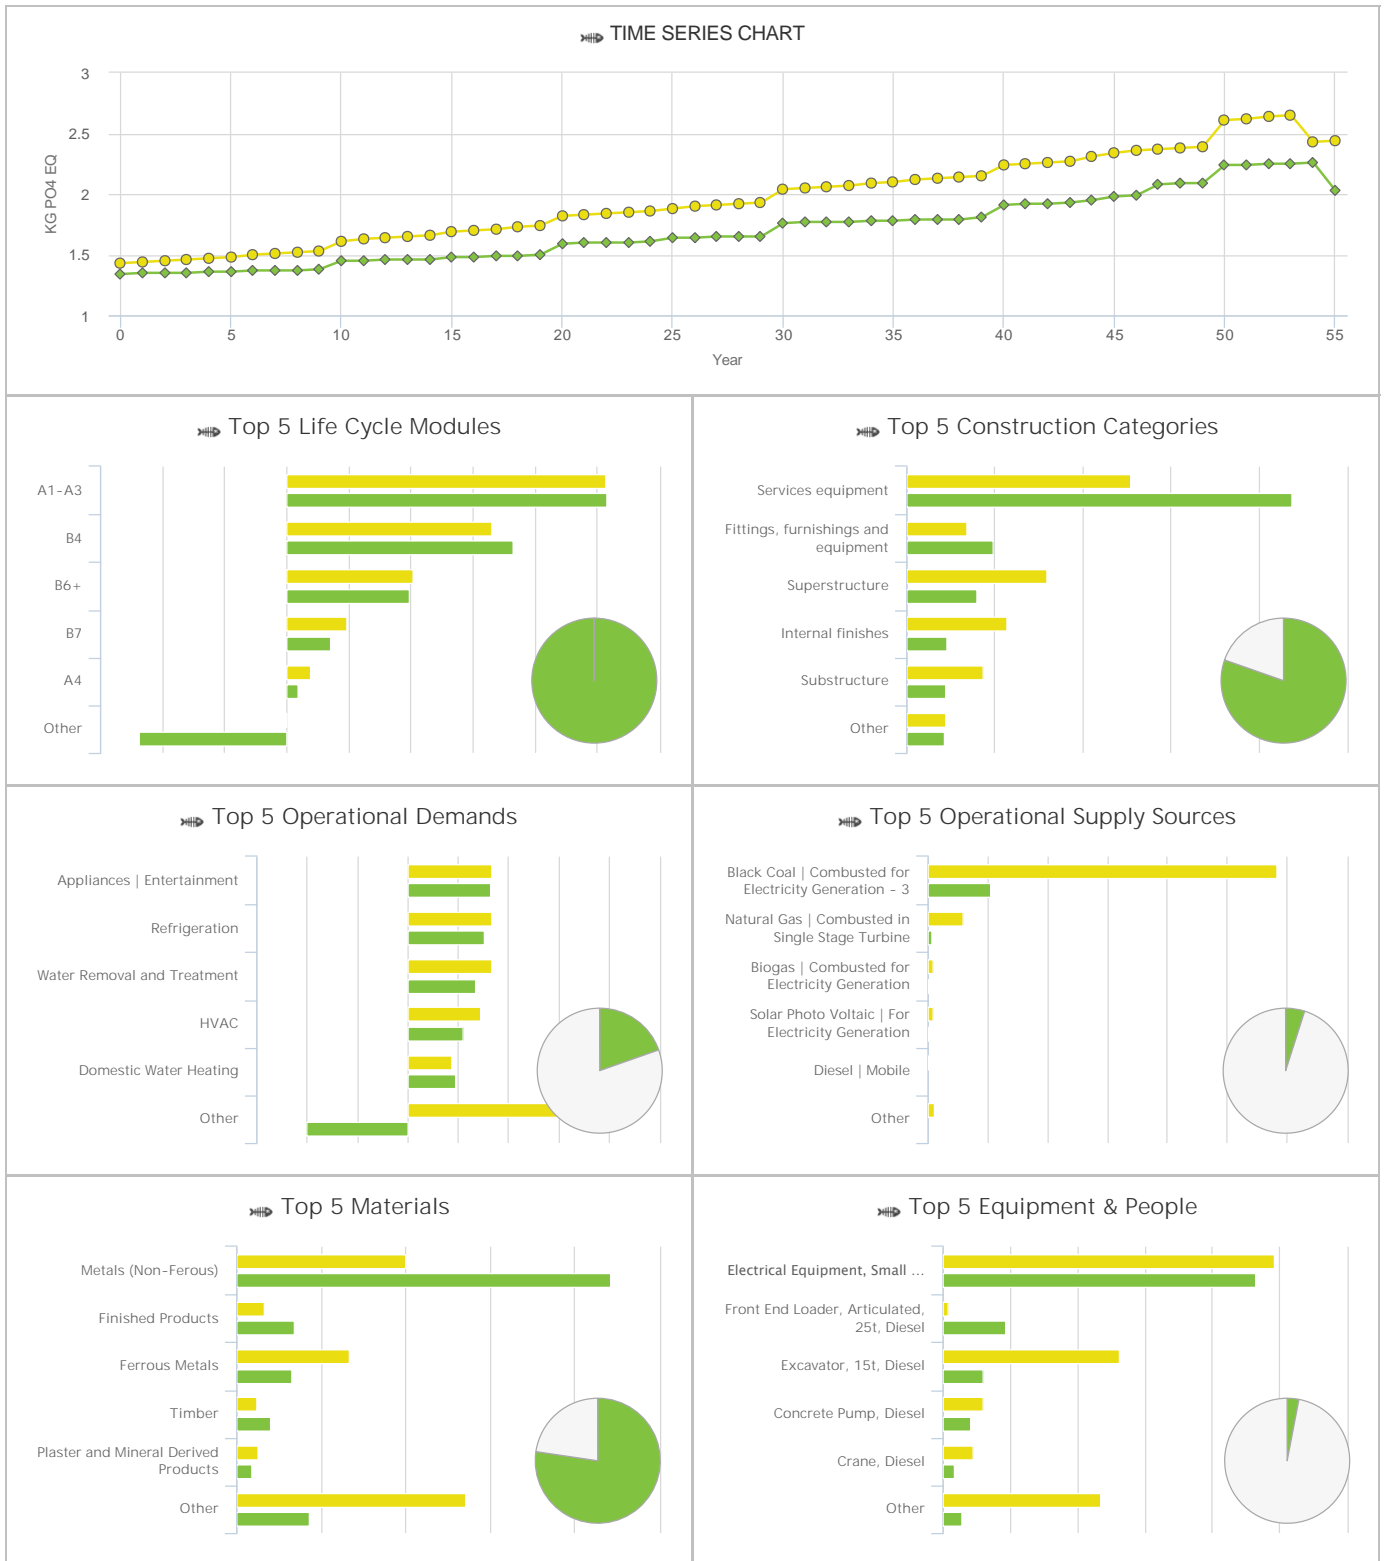 TIME SERIES CHART
3
2.5
2
1.5
1
KG PO4 EQ
0 5 10 15 20 25 30 35 40 45 50 55
Year
Top 5 Life Cycle Modules
A1-A3
B4
B6+
B7
A4
Other
Top 5 Construction Categories
Services equipment
Fittings, furnishings and
equipment
Superstructure
Internal finishes
Substructure
Other
Top 5 Operational Demands
Appliances | Entertainment
Refrigeration
Water Removal and Treatment
HVAC
Domestic Water Heating
Other
Top 5 Operational Supply Sources
Black Coal | Combusted for
Electricity Generation - 3
Natural Gas | Combusted in
Single Stage Turbine
Biogas | Combusted for
Electricity Generation
Solar Photo Voltaic | For
Electricity Generation
Diesel | Mobile
Other
Top 5 Materials
Metals (Non-Ferous)
Finished Products
Ferrous Metals
Timber
Plaster and Mineral Derived
Products
Other
Top 5 Equipment & People
Electrical Equipment, Small ...
Front End Loader, Articulated,
25t, Diesel
Excavator, 15t, Diesel
Concrete Pump, Diesel
Crane, Diesel
Other